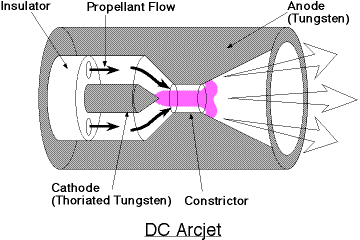 Insulator
Propellant Flow
Anode
(Tungsten)
Cathode
(Thoriated Tungsten)
Constrictor
DC Arcjet